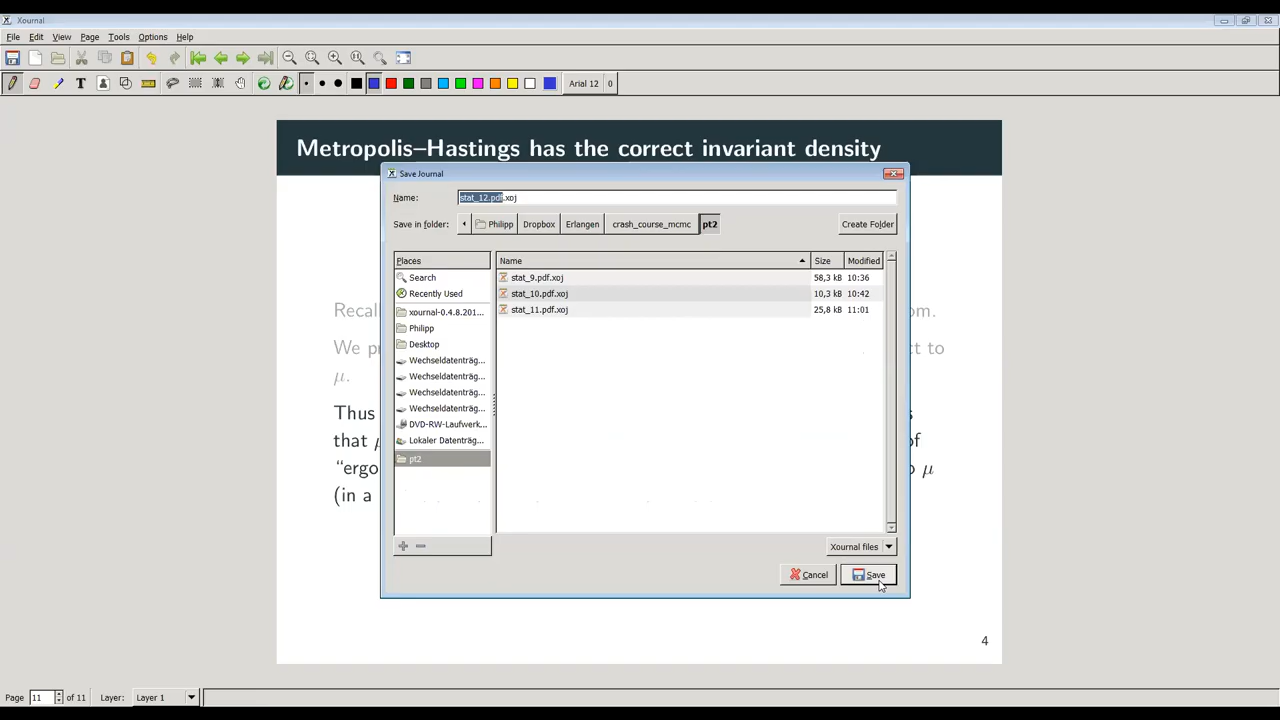 Xournal
File Edit View Page Tools Options Help
Arial 12 0
Metropolis–Hastings has the correct invariant density
Save Journal
Name: stat_12.pdf.xoj
Save in folder: Philipp Dropbox Erlangen crash_course_mcmc pt2 Create Folder
Places
Search
Recently Used
xournal-0.4.8.201...
Philipp
Desktop
Wechseldatenträg...
Wechseldatenträg...
Wechseldatenträg...
Wechseldatenträg...
DVD-RW-Laufwerk...
Lokaler Datenträg...
pt2
Name Size Modified
stat_9.pdf.xoj 58,3 kB 10:36
stat_10.pdf.xoj 10,3 kB 10:42
stat_11.pdf.xoj 25,8 kB 11:01
Xournal files
Cancel Save
We
to
μ.
Thus
that of
μ
(in a
4
Page 11 of 11 Layer: Layer 1